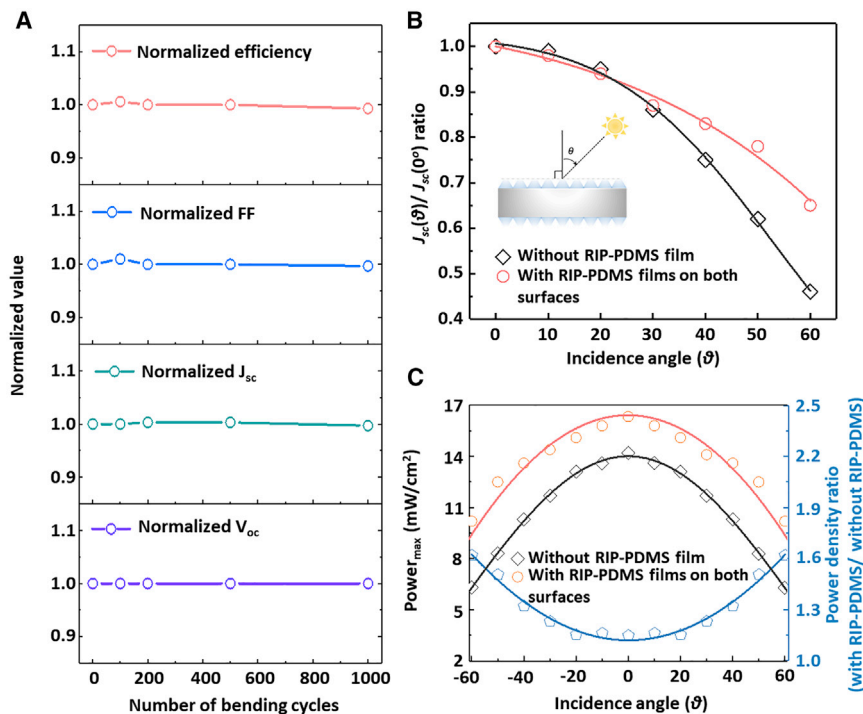 A
Normalized value
1.1
1.0
0.9
Normalized efficiency
1.1
1.0
0.9
Normalized FF
1.1
1.0
0.9
Normalized Jsc
1.1
1.0
0.9
Normalized Voc
0 200 400 600 800 1000
Number of bending cycles
B
Jsc(ϑ)/ Jsc(0°) ratio
1.0
0.9
0.8
0.7
0.6
0.5
0.4
θ
Without RIP-PDMS film
With RIP-PDMS films on both
surfaces
0 10 20 30 40 50 60
Incidence angle (ϑ)
C
Powermax (mW/cm²)
17
14
11
8
5
2
Without RIP-PDMS film
With RIP-PDMS films on both
surfaces
2.5
2.2
1.9
1.6
1.3
1.0
1.1
Power density ratio
(with RIP-PDMS/ without RIP-PDMS)
-60 -40 -20 0 20 40 60
Incidence angle (ϑ)